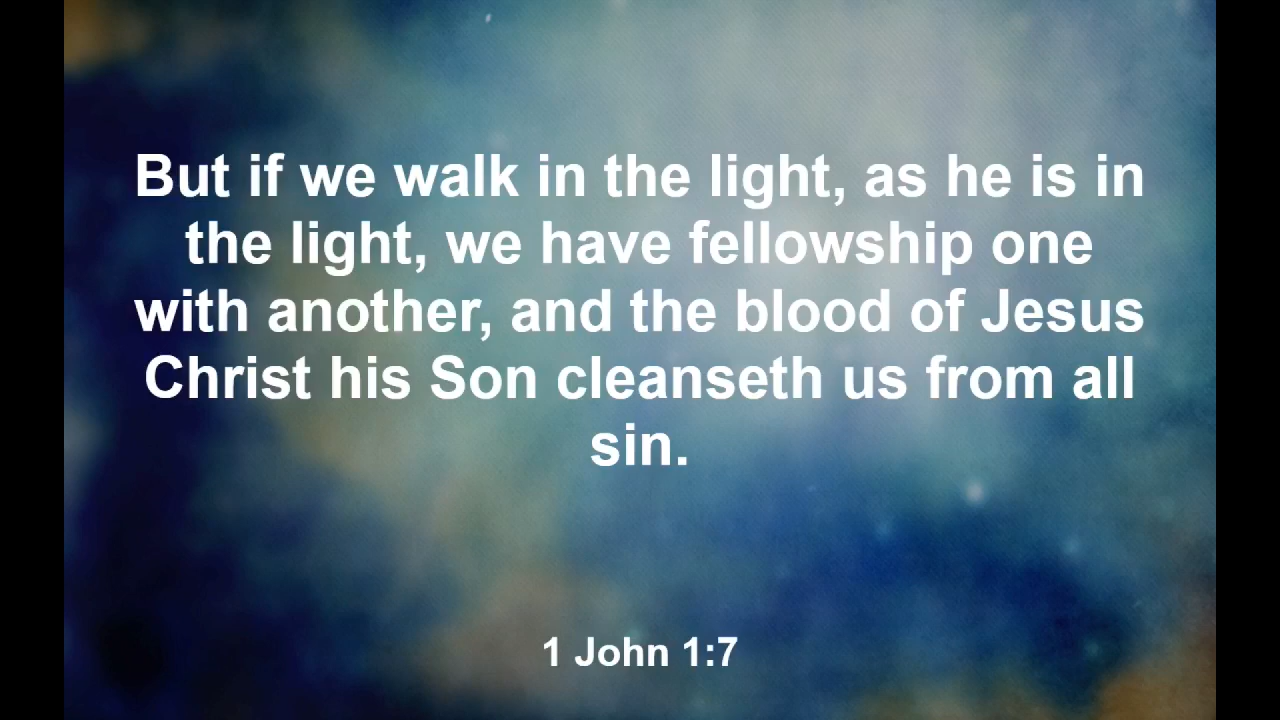 But if we walk in the light, as he is in
the light, we have fellowship one
with another, and the blood of Jesus
Christ his Son cleanseth us from all
sin.
1 John 1:7